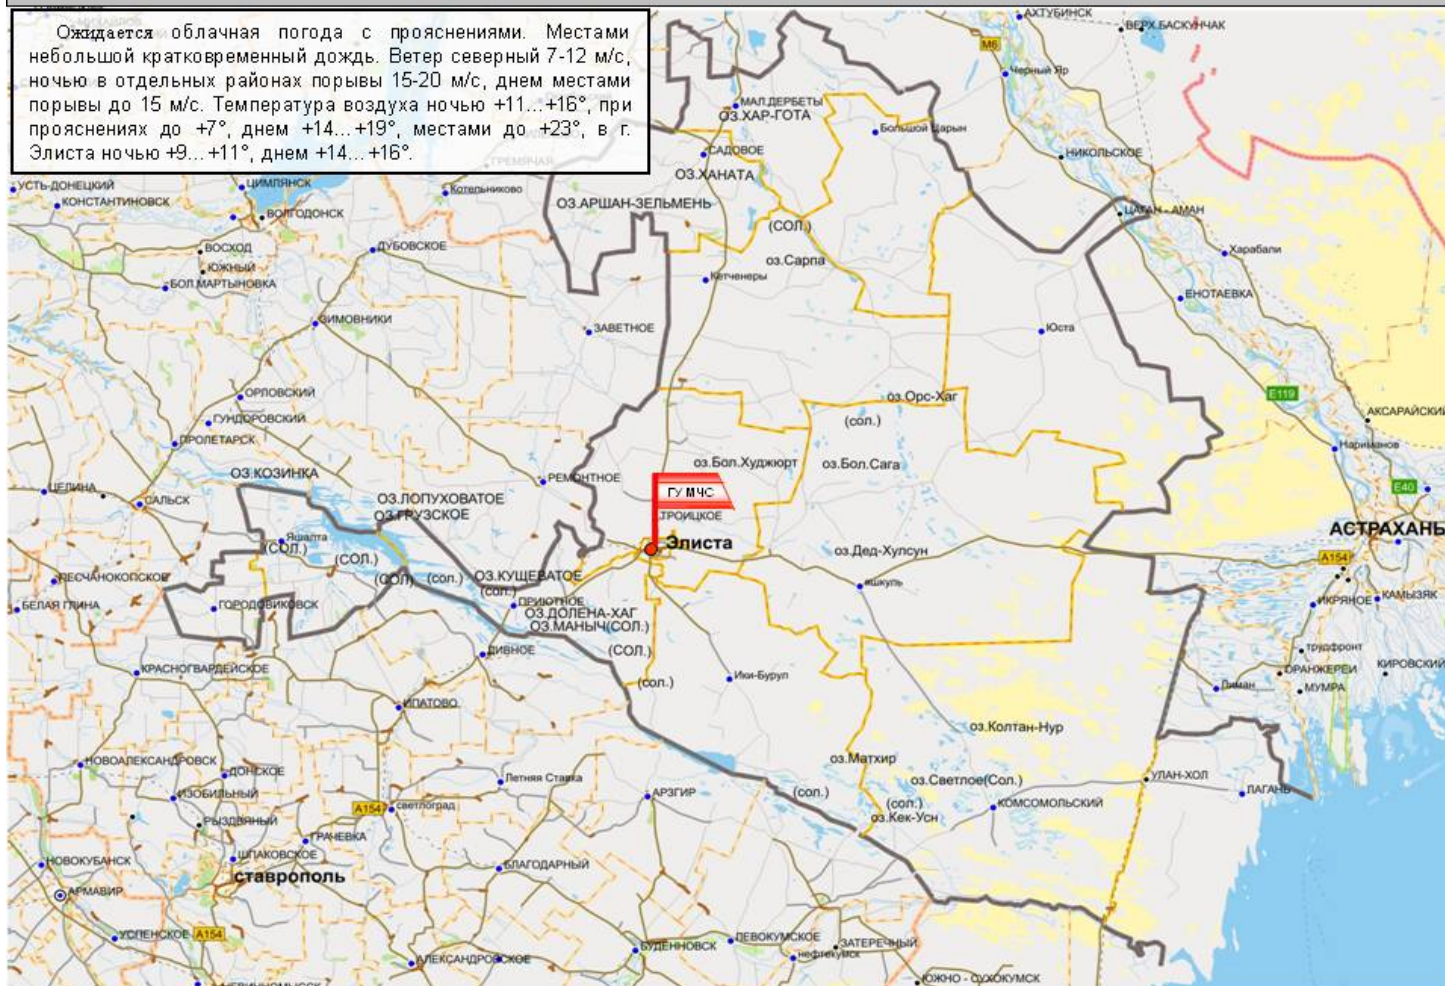 Ожидается облачная погода с прояснениями. Местами
небольшой кратковременный дождь. Ветер северный 7-12 м/с,
ночью в отдельных районах порывы 15-20 м/с, днем местами
порывы до 15 м/с. Температура воздуха ночью +11...+16°, при
прояснениях до +7°, днем +14...+19°, местами до +23°, в г.
Элиста ночью +9...+11°, днем +14...+16°.
АХТУБИНСК
ВЕРХ.БАСКУНЧАК
М6
Черный Яр
МАЛ.ДЕРБЕТЫ
ОЗ.ХАР-ГОТА
Большой Царын
САДОВОЕ
НИКОЛЬСКОЕ
ГРЕМЯЧАЯ
ОЗ.ХАНАТА
УСТЬ-ДОНЕЦКИЙ
ЦИМЛЯНСК
Котельниково
КОНСТАНТИНОВСК
ОЗ.АРШАН-ЗЕЛЬМЕНЬ
ВОЛГОДОНСК
ЦАГАН - АМАН
(СОЛ.)
ВОСХОД
ДУБОВСКОЕ
Харабали
оз.Сарпа
ЮЖНЫЙ
Кетченеры
БОЛ.МАРТЫНОВКА
ЕНОТАЕВКА
ЗИМОВНИКИ
ЗАВЕТНОЕ
Юста
ОРЛОВСКИЙ
оз.Орс-Хаг
Е119
ГУНДОРОВСКИЙ
(сол.)
АКСАРАЙСКИЙ
ПРОЛЕТАРСК
Нариманов
оз.Бол.Худжюрт
оз.Бол.Сага
ОЗ.КОЗИНКА
РЕМОНТНОЕ
ЦЕЛИНА
Е40
ГУ МЧС
САЛЬСК
ОЗ.ЛОПУХОВАТОЕ
ОЗ.ГРУЗСКОЕ
ТРОИЦКОЕ
АСТРАХАНЬ
Яшалта
Элиста
(СОЛ.)
оз.Дед-Хулсун
(СОЛ.)
А154
ПЕСЧАНОКОПСКОЕ
(СОЛ)
(сол.)
ОЗ.КУЩЕВАТОЕ
яшкуль
(сол.)
БЕЛАЯ ГЛИНА
ГОРОДОВИКОВСК
ПРИЮТНОЕ
ИКРЯНОЕ
КАМЫЗЯК
ОЗ.ДОЛЕНА-ХАГ
ОЗ.МАНЫЧ(СОЛ.)
ДИВНОЕ
(СОЛ.)
трудфронт
КРАСНОГВАРДЕЙСКОЕ
Ики-Бурул
ОРАНЖЕРЕИ
КИРОВСКИЙ
(сол.)
Лиман
МУМРА
ИПАТОВО
оз.Колтан-Нур
НОВОАЛЕКСАНДРОВСК
оз.Матхир
ДОНСКОЕ
Летняя Ставка
оз.Светлое(Сол.)
УЛАН-ХОЛ
ИЗОБИЛЬНЫЙ
АРЗГИР
(сол.)
ЛАГАНЬ
А154
светлоград
(сол.)
КОМСОМОЛЬСКИЙ
РЫЗДВЯНЫЙ
оз.Кек-Усн
ГРАЧЕВКА
НОВОКУБАНСК
ШПАКОВСКОЕ
БЛАГОДАРНЫЙ
ставрополь
АРМАВИР
УСПЕНСКОЕ
А154
БУДЕННОВСК
ЛЕВОКУМСКОЕ
ЗАТЕРЕЧНЫЙ
АЛЕКСАНДРОВСКОЕ
нефтекумск
ЮЖНО - СУХОКУМСК